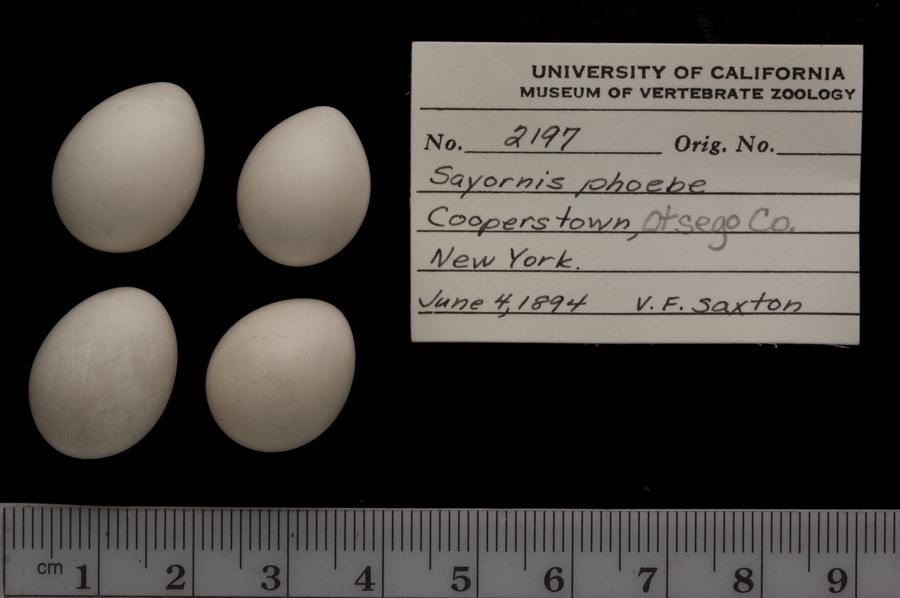 UNIVERSITY OF CALIFORNIA
MUSEUM OF VERTEBRATE ZOOLOGY
No. 2197 Orig. No.
Sayornis phoebe
Cooperstown, Otsego Co.
New York.
June 4, 1894 V. F. Saxton
cm 1 2 3 4 5 6 7 8 9